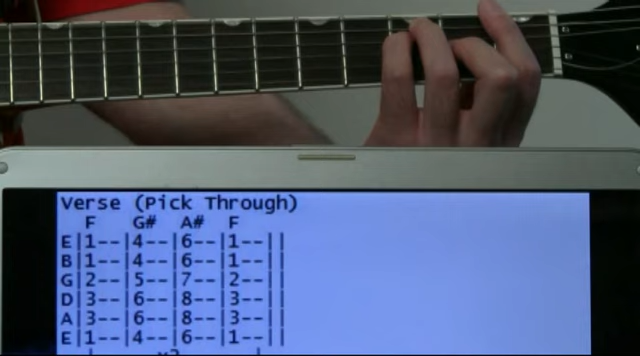 Verse (Pick Through)
F G# A# F
E|1--|4--|6--|1--||
B|1--|4--|6--|1--||
G|2--|5--|7--|2--||
D|3--|6--|8--|3--||
A|3--|6--|8--|3--||
E|1--|4--|6--|1--||